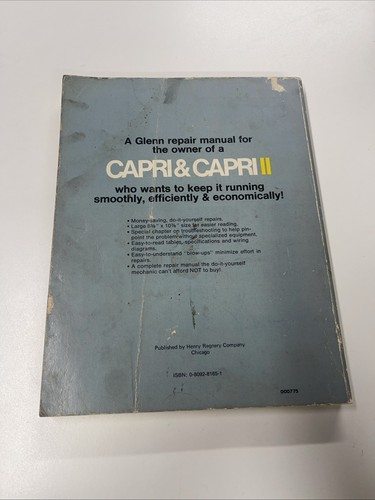 A Glenn repair manual for
the owner of a
CAPRI & CAPRI II
who wants to keep it running
smoothly, efficiently & economically!
• Money-saving, do-it-yourself repairs.
• Large 8⅜" x 10⅞" size for easier reading.
• Special chapter on troubleshooting to help pin-
point the problem without specialized equipment.
• Easy-to-read tables, specifications and wiring
diagrams.
• Easy-to-understand "blow-ups" minimize effort in
repairs.
• A complete repair manual the do-it-yourself
mechanic can't afford NOT to buy!
Published by Henry Regnery Company
Chicago
ISBN:
000775